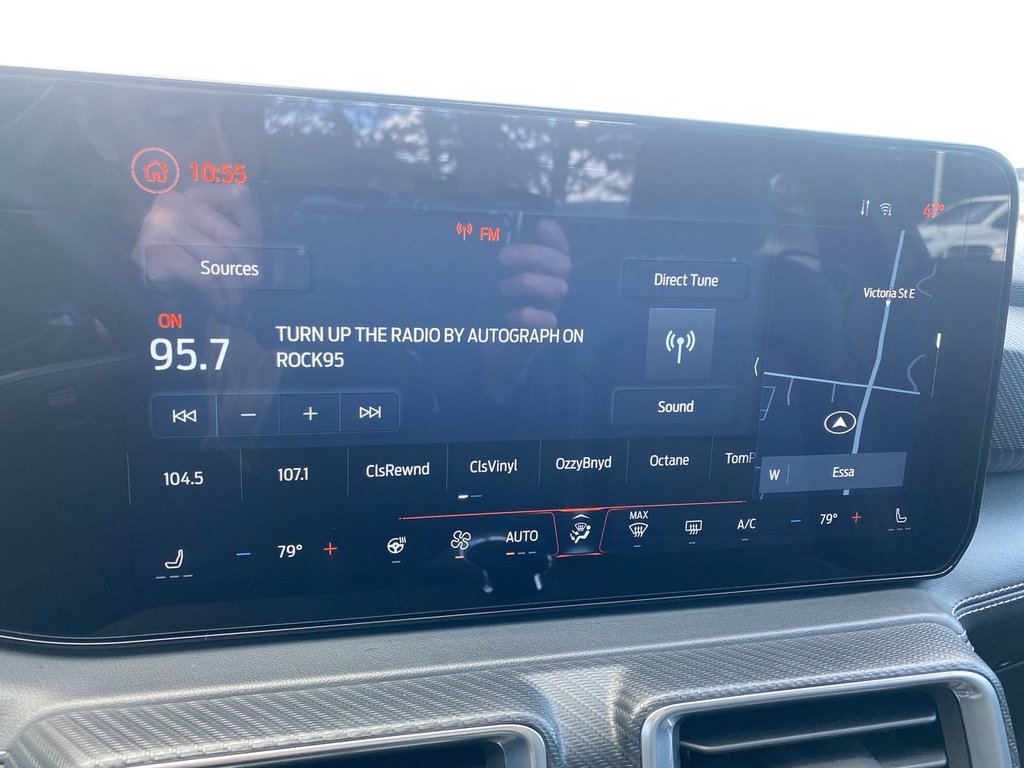 10:55
47°
FM
Sources
Direct Tune
Victoria St E
ON
95.7
TURN UP THE RADIO BY AUTOGRAPH ON
ROCK95
Sound
104.5
107.1
ClsRewnd
ClsVinyl
OzzyBnyd
Octane
TomP
W
Essa
79°
AUTO
MAX
A/C
79°